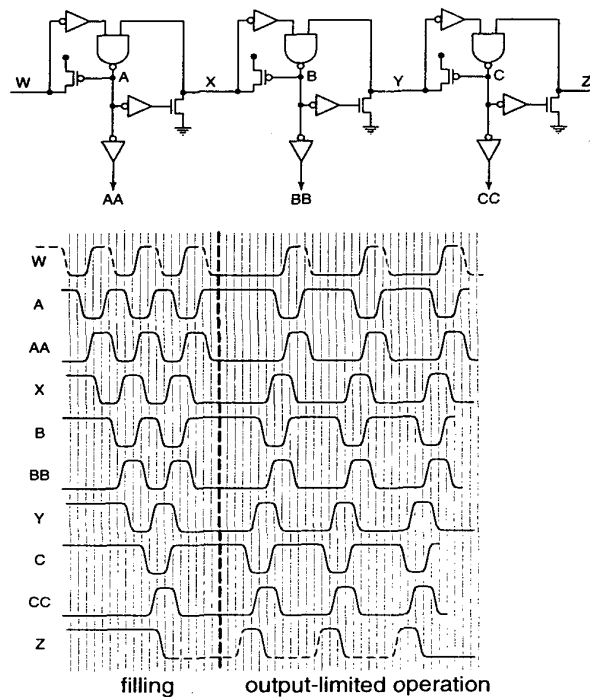 W A X B Y C Z
AA BB CC
W
A
AA
X
B
BB
Y
C
CC
Z
filling output-limited operation